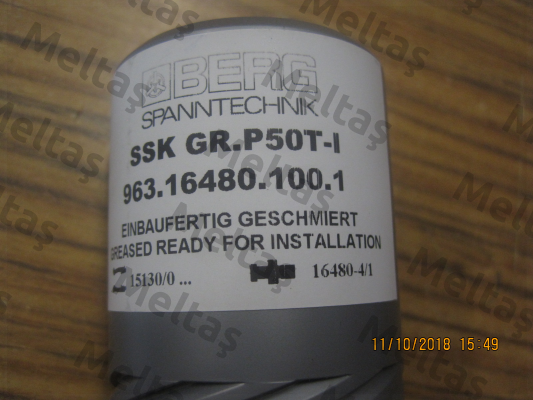 BERG
SPANNTECHNIK
SSK GR.P50T-I
963.16480.100.1
EINBAUFERTIG GESCHMIERT
GREASED READY FOR INSTALLATION
15130/0 ... 16480-4/1
11/10/2018 15:49
Meltaş